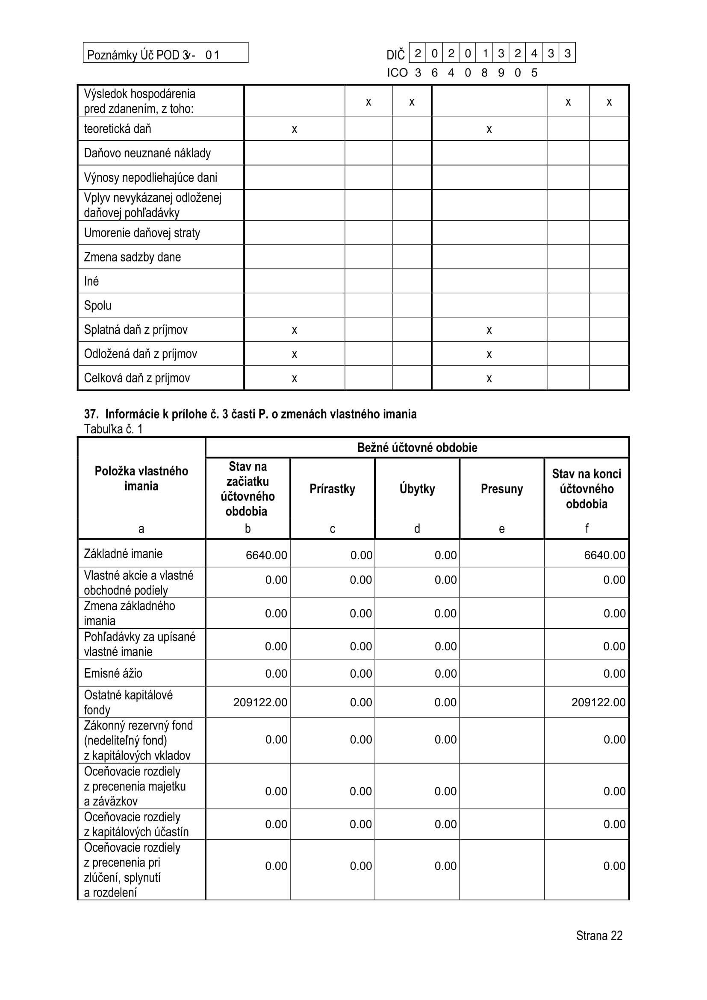 Poznámky Úč POD 3v- 01
DIČ 2 0 2 0 1 3 2 4 3 3
ICO 3 6 4 0 8 9 0 5
Výsledok hospodárenia
pred zdanením, z toho: x x x x
teoretická daň x x
Daňovo neuznané náklady
Výnosy nepodliehajúce dani
Vplyv nevykázanej odloženej
daňovej pohľadávky
Umorenie daňovej straty
Zmena sadzby dane
Iné
Spolu
Splatná daň z príjmov x x
Odložená daň z príjmov x x
Celková daň z príjmov x x
37. Informácie k prílohe č. 3 časti P. o zmenách vlastného imania
Tabuľka č. 1
Položka vlastného
imania
Bežné účtovné obdobie
Stav na
začiatku
účtovného
obdobia
Prírastky
Úbytky
Presuny
Stav na konci
účtovného
obdobia
a b c d e f
Základné imanie 6640.00 0.00 0.00 6640.00
Vlastné akcie a vlastné
obchodné podiely 0.00 0.00 0.00 0.00
Zmena základného
imania 0.00 0.00 0.00 0.00
Pohľadávky za upísané
vlastné imanie 0.00 0.00 0.00 0.00
Emisné ážio 0.00 0.00 0.00 0.00
Ostatné kapitálové
fondy 209122.00 0.00 0.00 209122.00
Zákonný rezervný fond
(nedeliteľný fond)
z kapitálových vkladov 0.00 0.00 0.00 0.00
Oceňovacie rozdiely
z precenenia majetku
a záväzkov 0.00 0.00 0.00 0.00
Oceňovacie rozdiely
z kapitálových účastín 0.00 0.00 0.00 0.00
Oceňovacie rozdiely
z precenenia pri
zlúčení, splynutí
a rozdelení 0.00 0.00 0.00 0.00
Strana 22